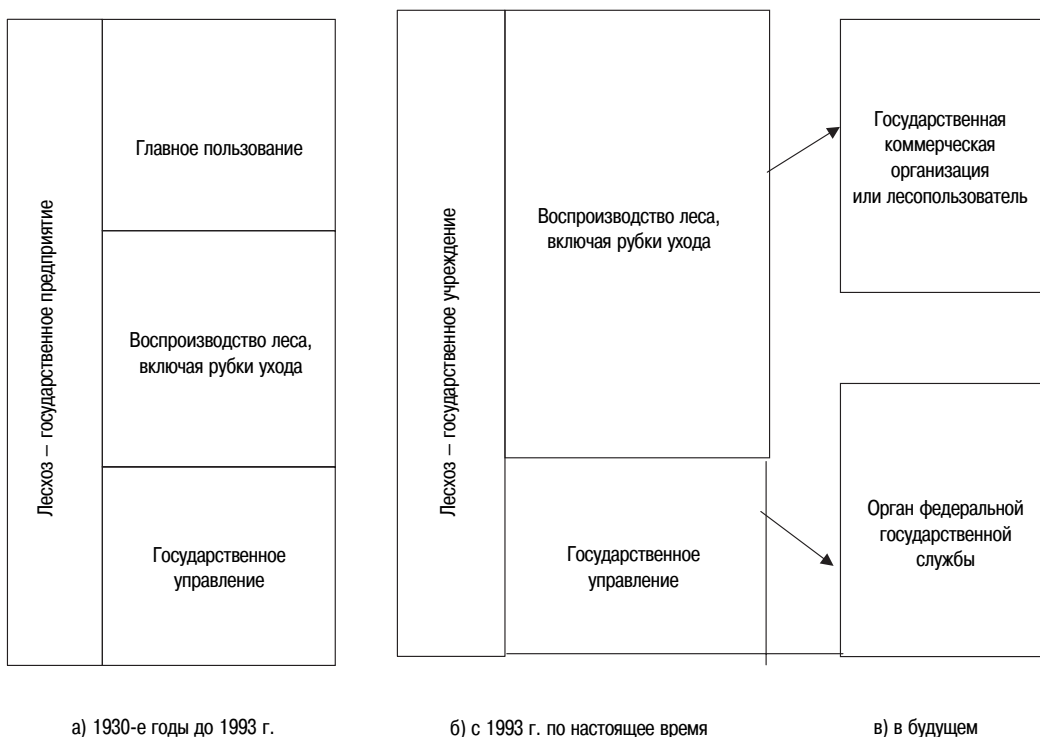 Лесхоз – государственное предприятие
Главное пользование
Воспроизводство леса,
включая рубки ухода
Государственное
управление
а) 1930-е годы до 1993 г.
Лесхоз – государственное учреждение
Воспроизводство леса,
включая рубки ухода
Государственное
управление
б) с 1993 г. по настоящее время
Государственная
коммерческая
организация
или лесопользователь
Орган федеральной
государственной
службы
в) в будущем